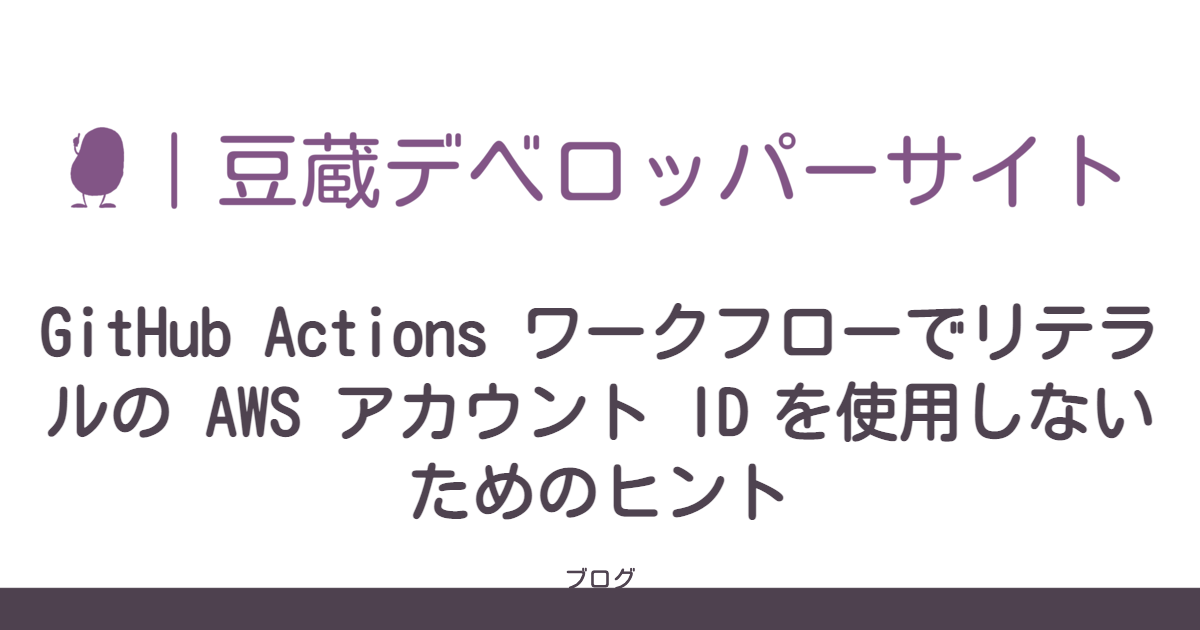 |豆蔵デベロッパーサイト
GitHub Actions ワークフローでリテラ
ルの AWS アカウント ID を使用しない
ためのヒント
ブログ